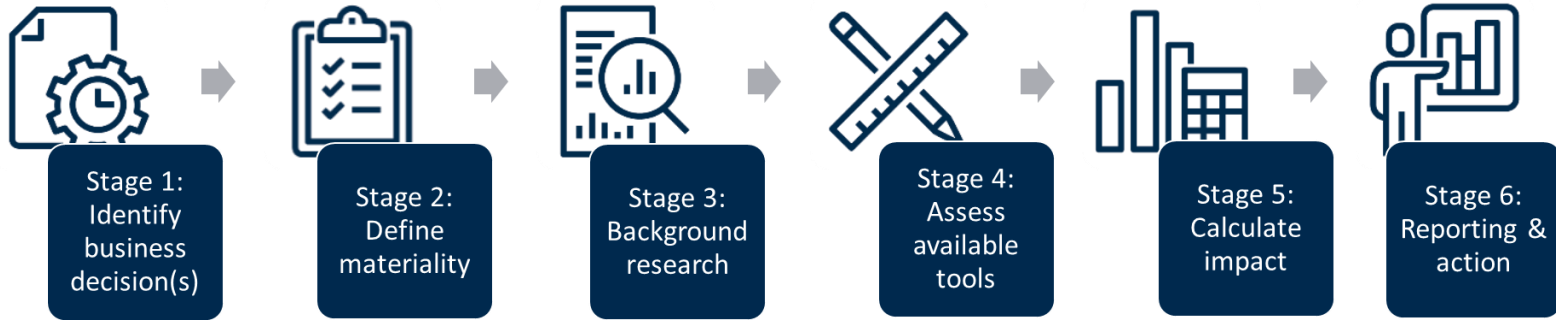 Stage 1:
Identify
business
decision(s)
Stage 2:
Define
materiality
Stage 3:
Background
research
Stage 4:
Assess
available
tools
Stage 5:
Calculate
impact
Stage 6:
Reporting &
action